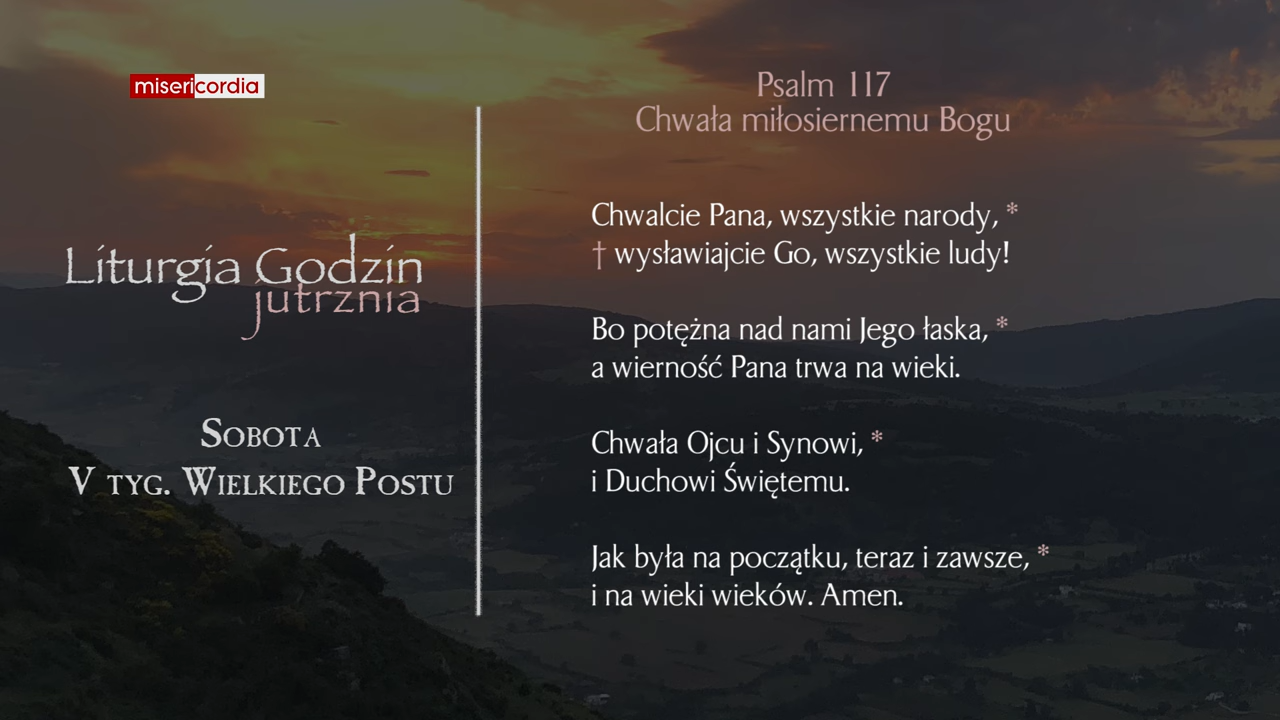 misericordia
Liturgia Godzin
jutrznia
Sobota
V tyg. Wielkiego Postu
Psalm 117
Chwała miłosiernemu Bogu
Chwalcie Pana, wszystkie narody, *
† wysławiajcie Go, wszystkie ludy!
Bo potężna nad nami Jego łaska, *
a wierność Pana trwa na wieki.
Chwała Ojcu i Synowi, *
i Duchowi Świętemu.
Jak była na początku, teraz i zawsze, *
i na wieki wieków. Amen.